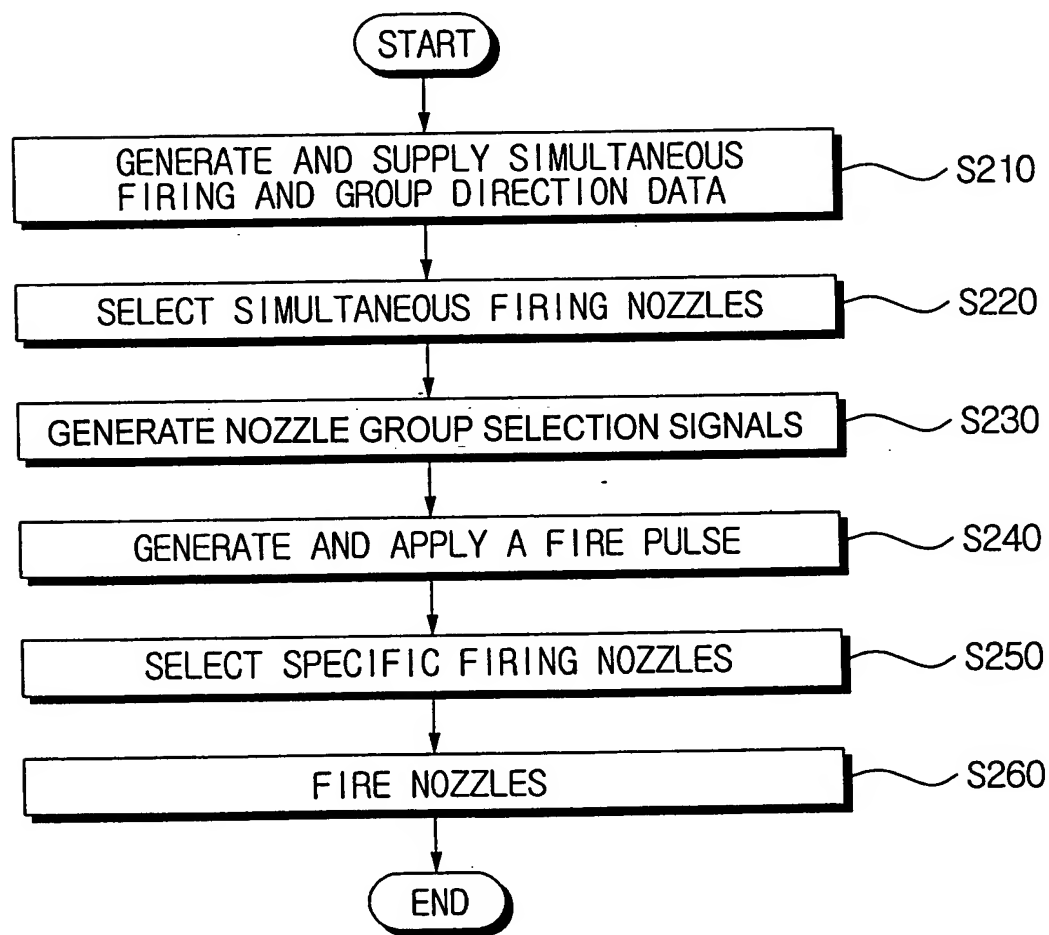 START
GENERATE AND SUPPLY SIMULTANEOUS
FIRING AND GROUP DIRECTION DATA
S210
SELECT SIMULTANEOUS FIRING NOZZLES
S220
GENERATE NOZZLE GROUP SELECTION SIGNALS
S230
GENERATE AND APPLY A FIRE PULSE
S240
SELECT SPECIFIC FIRING NOZZLES
S250
FIRE NOZZLES
S260
END